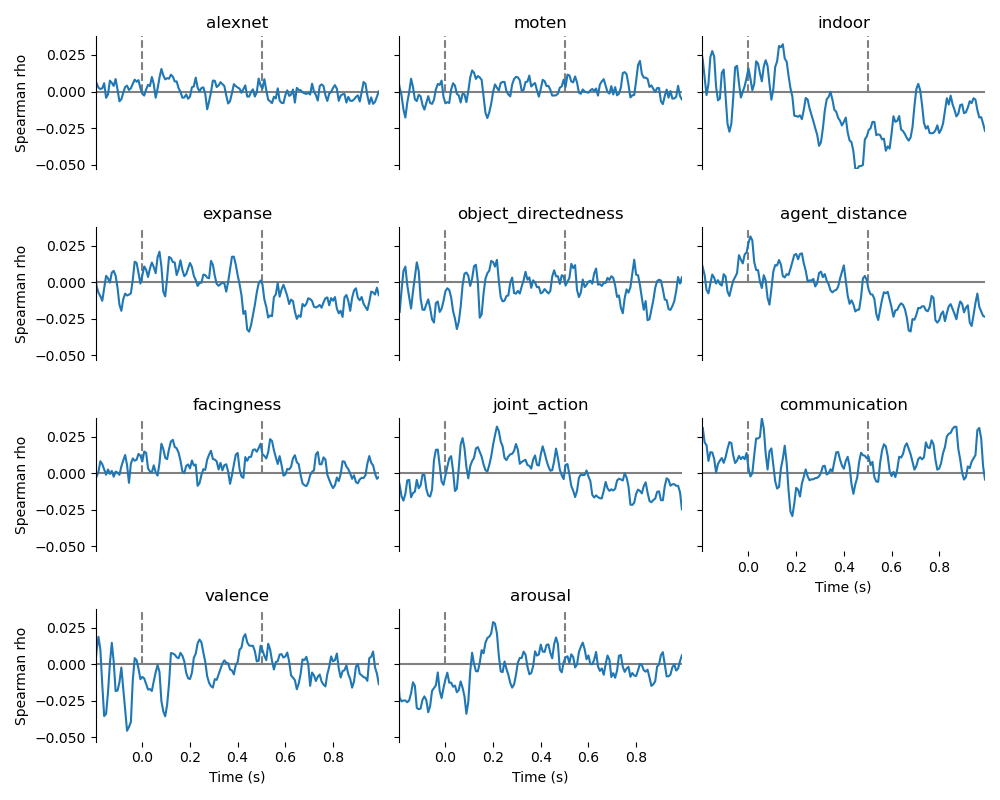 alexnet
moten
indoor
Spearman rho
0.025
0.000
−0.025
−0.050
expanse
object_directedness
agent_distance
Spearman rho
0.025
0.000
−0.025
−0.050
facingness
joint_action
communication
Spearman rho
0.025
0.000
−0.025
−0.050
0.0 0.2 0.4 0.6 0.8
Time (s)
valence
arousal
Spearman rho
0.025
0.000
−0.025
−0.050
0.0 0.2 0.4 0.6 0.8
Time (s)
0.0 0.2 0.4 0.6 0.8
Time (s)